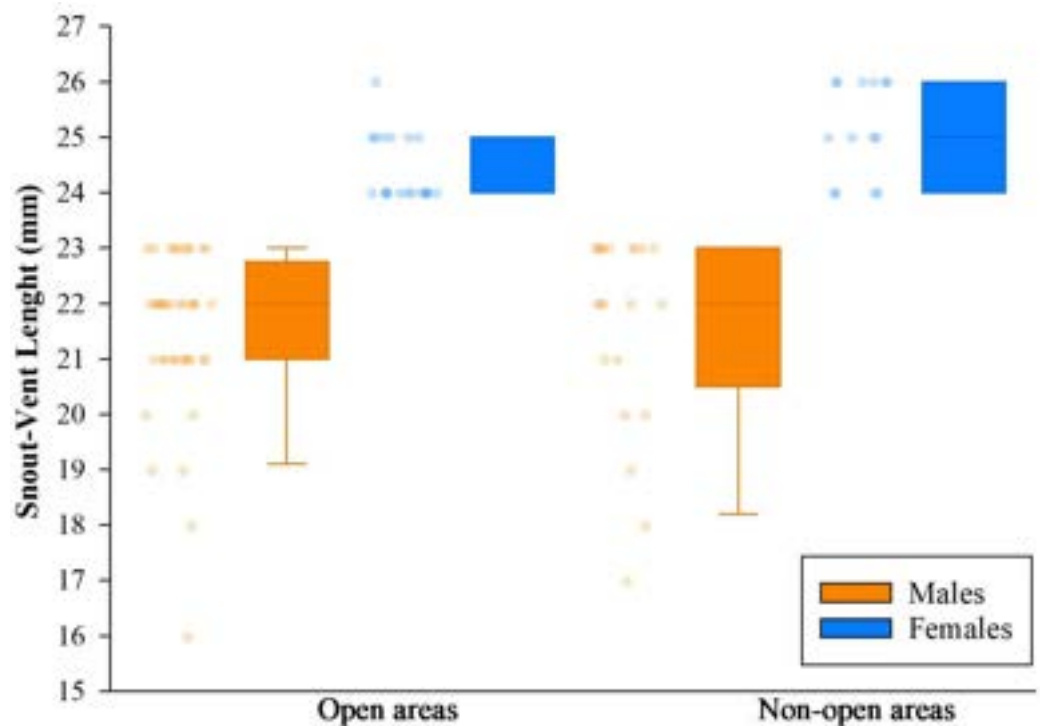 27
26
25
24
23
22
21
20
19
18
17
16
15
Snout-Vent Lenght (mm)
Males
Females
Open areas
Non-open areas